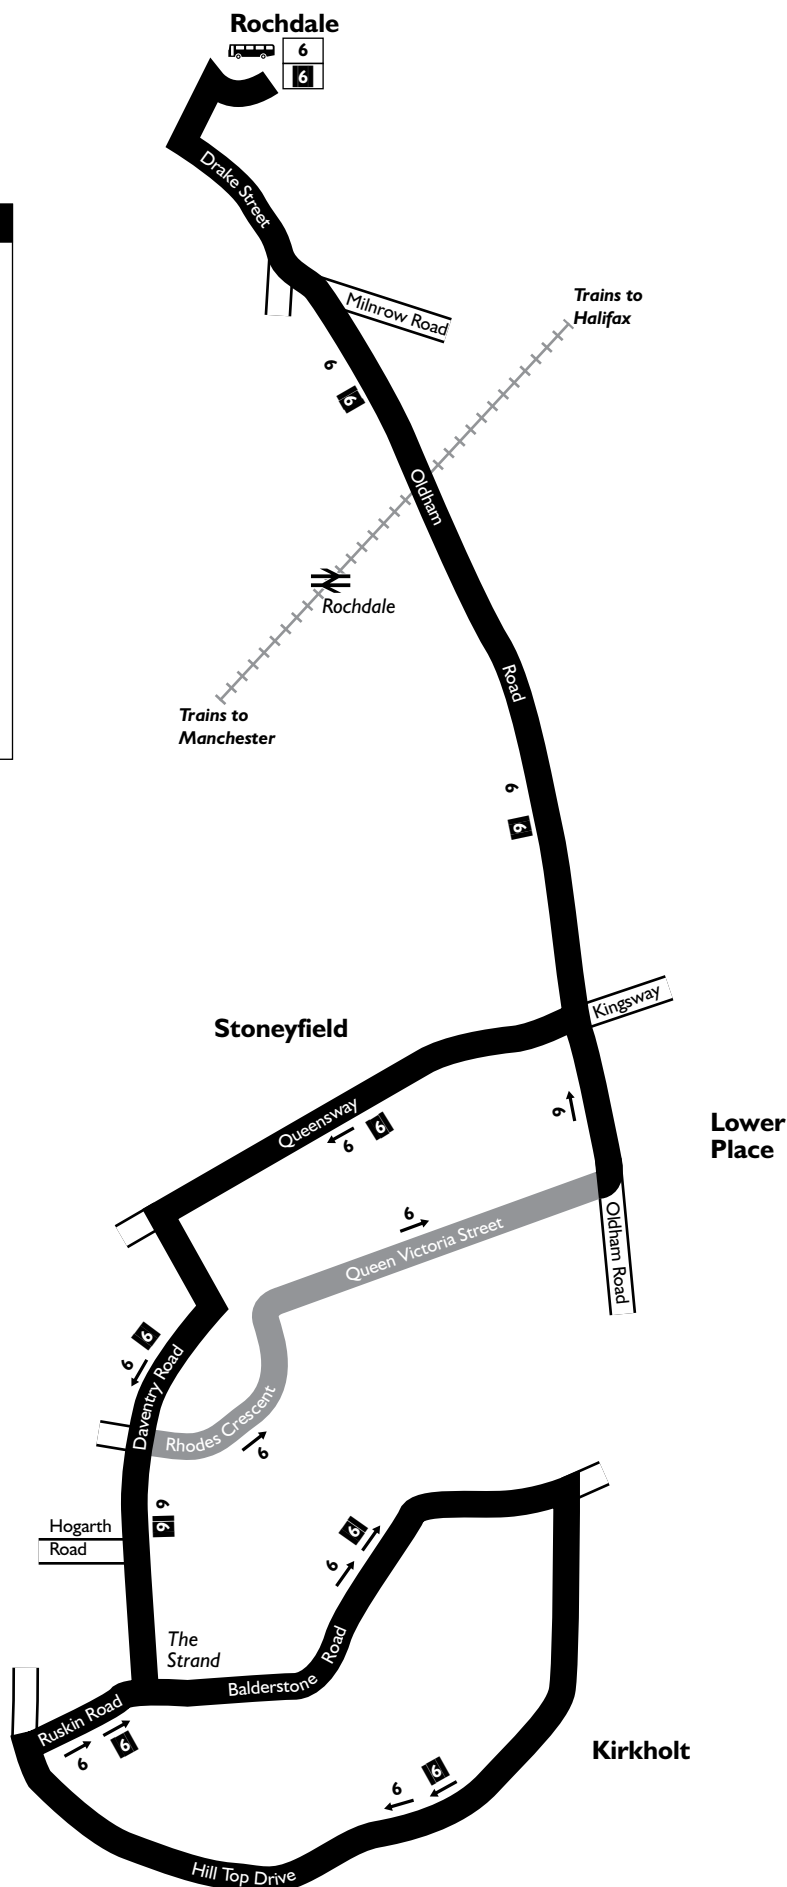 Rochdale
6
6
Drake Street
Milnrow Road
Trains to
Halifax
6
6
Oldham
Rochdale
Road
Trains to
Manchester
6
6
Kingsway
Stoneyfield
6
Lower
Place
Queensway
6
6
6
Queen Victoria Street
Oldham Road
6
6
Daventry Road
Rhodes Crescent
6
6
6
Hogarth
Road
6
6
The
Strand
Road
Balderstone
Ruskin Road
6
6
Kirkholt
6
6
Hill Top Drive